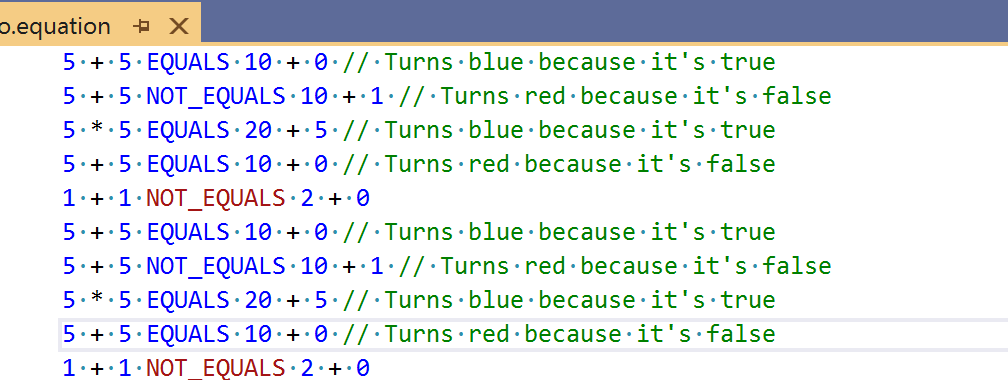 o.equation
5 + 5 EQUALS 10 + 0 // Turns blue because it's true
5 + 5 NOT_EQUALS 10 + 1 // Turns red because it's false
5 * 5 EQUALS 20 + 5 // Turns blue because it's true
5 + 5 EQUALS 10 + 0 // Turns red because it's false
1 + 1 NOT_EQUALS 2 + 0
5 + 5 EQUALS 10 + 0 // Turns blue because it's true
5 + 5 NOT_EQUALS 10 + 1 // Turns red because it's false
5 * 5 EQUALS 20 + 5 // Turns blue because it's true
5 + 5 EQUALS 10 + 0 // Turns red because it's false
1 + 1 NOT_EQUALS 2 + 0